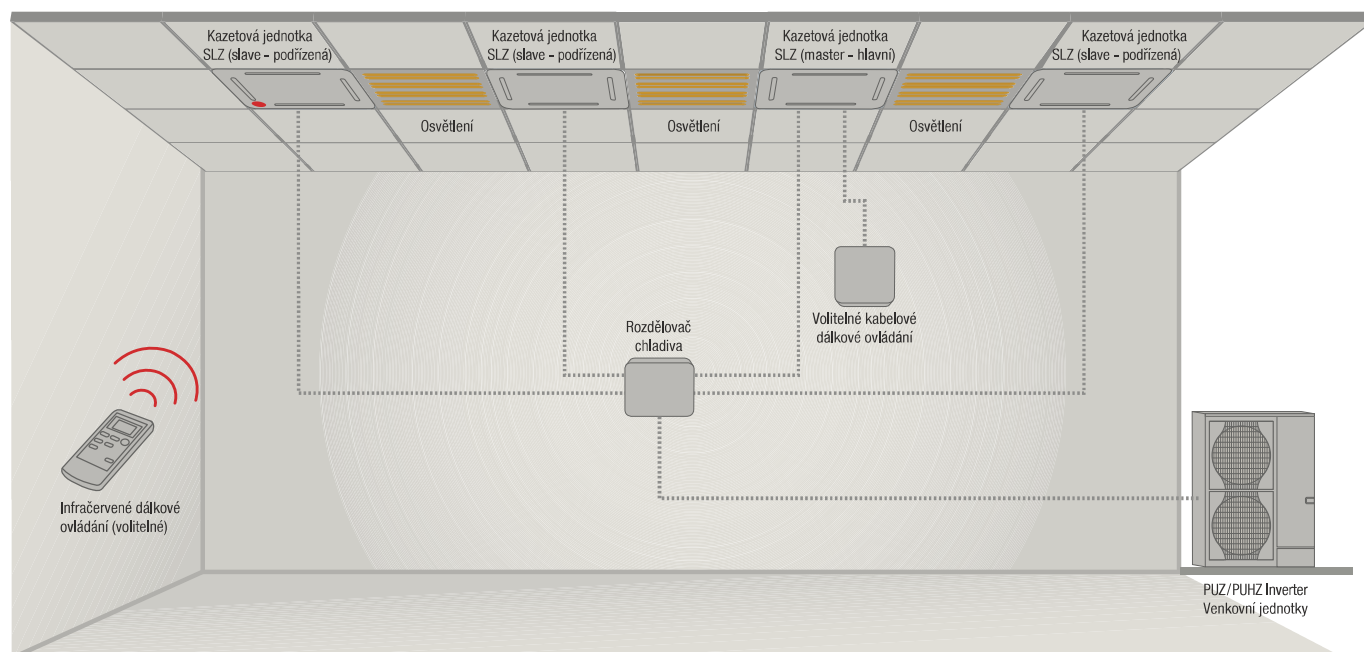 Kazetová jednotka
SLZ (slave – podřízená)
Kazetová jednotka
SLZ (slave – podřízená)
Kazetová jednotka
SLZ (master – hlavní)
Kazetová jednotka
SLZ (slave – podřízená)
Osvětlení
Osvětlení
Osvětlení
Volitelné kabelové
dálkové ovládání
Rozdělovač
chladiva
Infračervené dálkové
ovládání (volitelné)
PUZ/PUHZ Inverter
Venkovní jednotky